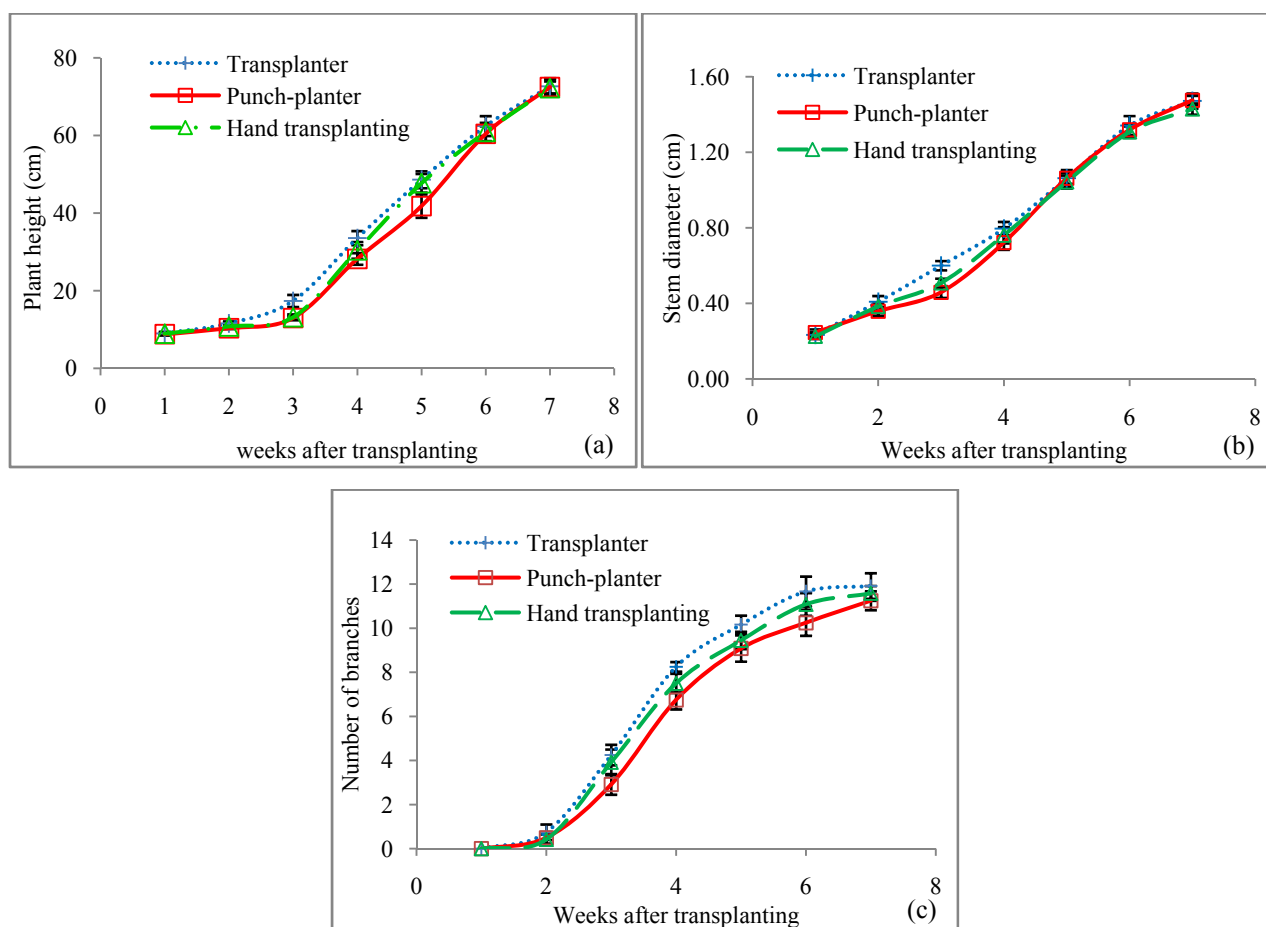 80
60
40
20
0
Plant height (cm)
Transplanter
Punch-planter
Hand transplanting
0 1 2 3 4 5 6 7 8
weeks after transplanting
(a)
1.60
1.20
0.80
0.40
0.00
Stem diameter (cm)
Transplanter
Punch-planter
Hand transplanting
0 2 4 6 8
Weeks after transplanting
(b)
14
12
10
8
6
4
2
0
Number of branches
Transplanter
Punch-planter
Hand transplanting
0 2 4 6 8
Weeks after transplanting
(c)